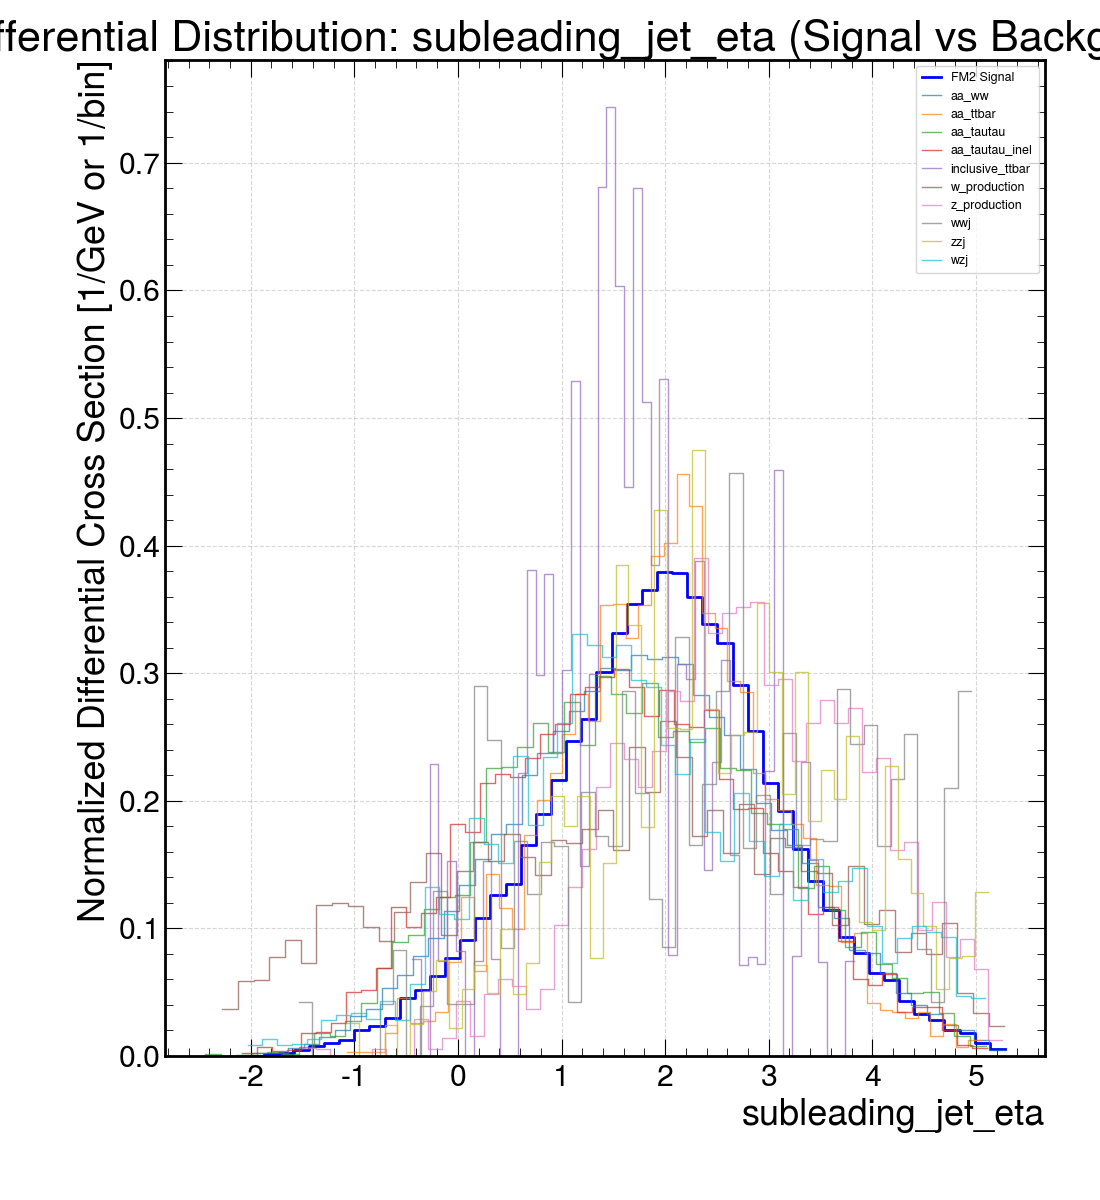 fferential Distribution: subleading_jet_eta (Signal vs Backg
Normalized Differential Cross Section [1/GeV or 1/bin]
FM2 Signal
aa_ww
aa_ttbar
aa_tautau
aa_tautau_inel
inclusive_ttbar
w_production
z_production
wwj
zzj
wzj
0.7
0.6
0.5
0.4
0.3
0.2
0.1
0.0
-2 -1 0 1 2 3 4 5
subleading_jet_eta